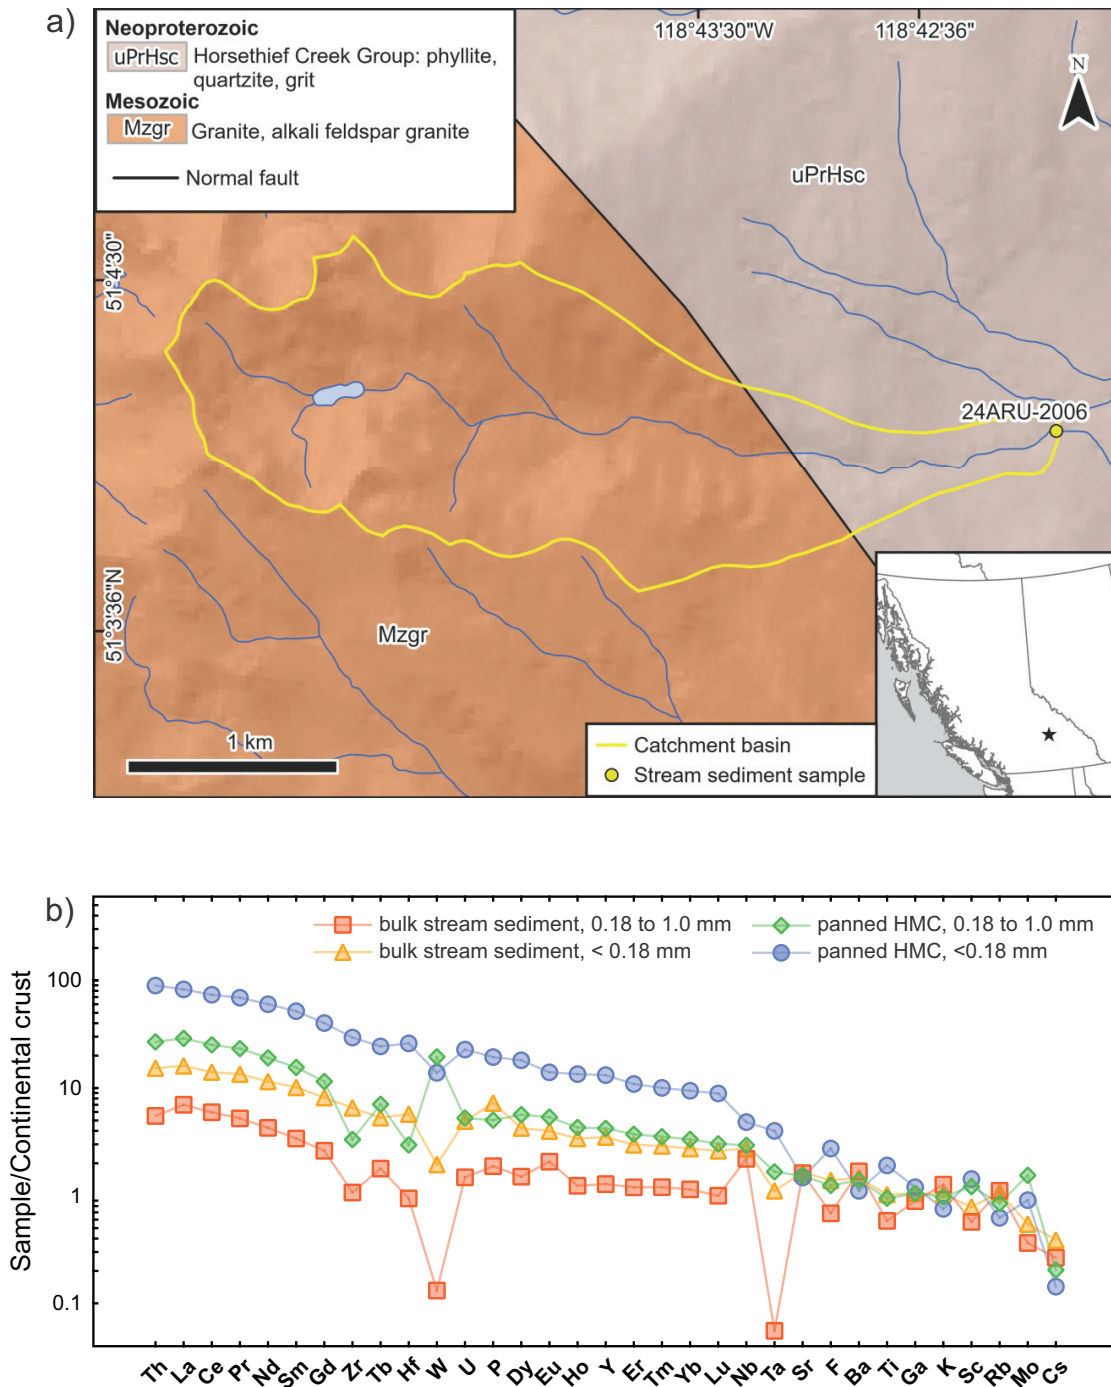 a)
Neoproterozoic
uPrHsc
Horsethief Creek Group: phyllite,
quartzite, grit
Mesozoic
Mzgr
Granite, alkali feldspar granite
Normal fault
118°43'30"W
118°42'36"
N
uPrHsc
51°4'30"
24ARU-2006
51°3'36"N
Mzgr
1 km
Catchment basin
Stream sediment sample
b)
bulk stream sediment, 0.18 to 1.0 mm
bulk stream sediment, < 0.18 mm
panned HMC, 0.18 to 1.0 mm
panned HMC, <0.18 mm
Sample/Continental crust
100
10
1
0.1
Th La Ce Pr Nd Sm Gd Zr Tb Hf W U P Dy Eu Ho Y Er Tm Yb Lu Nb Ta Sr F Ba Ti Ga K Sc Rb Mo Cs